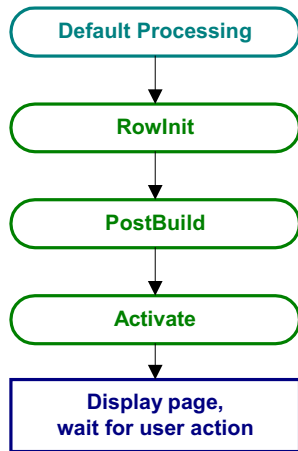 Default Processing
RowInit
PostBuild
Activate
Display page,
wait for user action